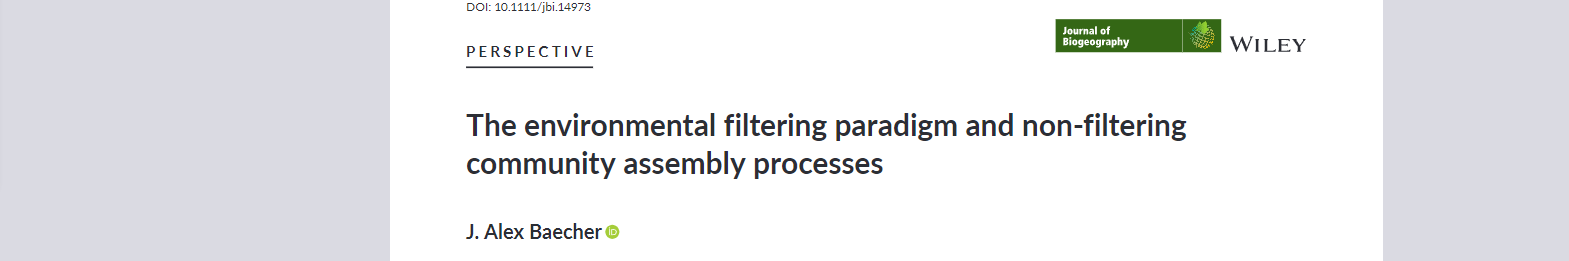 DOI: 10.1111/jbi.14973
PERSPECTIVE
Journal of
Biogeography
WILEY
The environmental filtering paradigm and non-filtering
community assembly processes
J. Alex Baecher iD